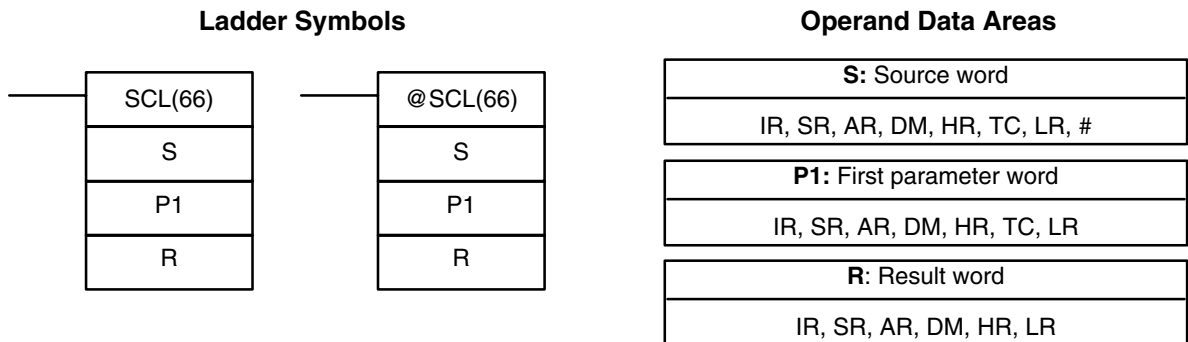 Ladder Symbols
SCL(66)
S
P1
R
@SCL(66)
S
P1
R
Operand Data Areas
S: Source word
IR, SR, AR, DM, HR, TC, LR, #
P1: First parameter word
IR, SR, AR, DM, HR, TC, LR
R: Result word
IR, SR, AR, DM, HR, LR